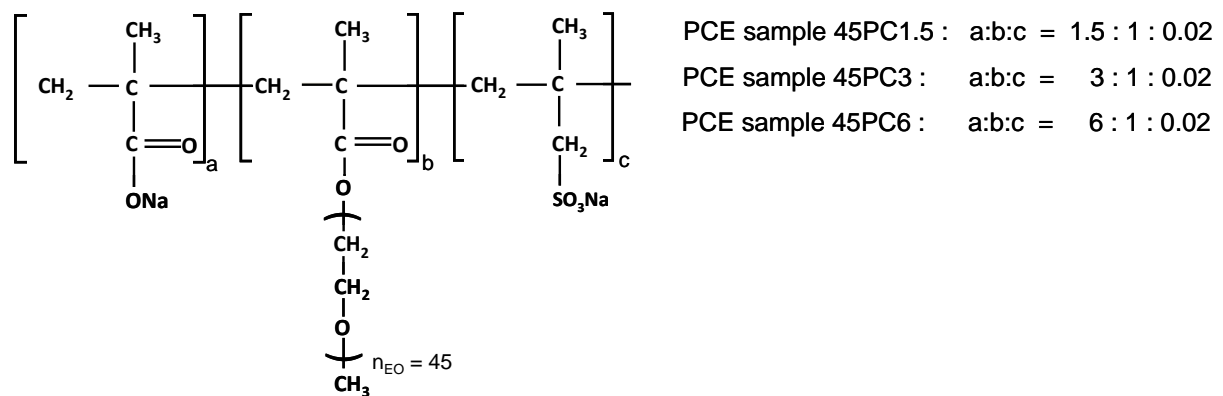 CH3 CH3 CH3
CH2 C CH2 C CH2 C
C O a C O b CH2 c
ONa O SO3Na
CH2
CH2
O
nEO = 45
CH3
PCE sample 45PC1.5 : a:b:c = 1.5 : 1 : 0.02
PCE sample 45PC3 : a:b:c = 3 : 1 : 0.02
PCE sample 45PC6 : a:b:c = 6 : 1 : 0.02